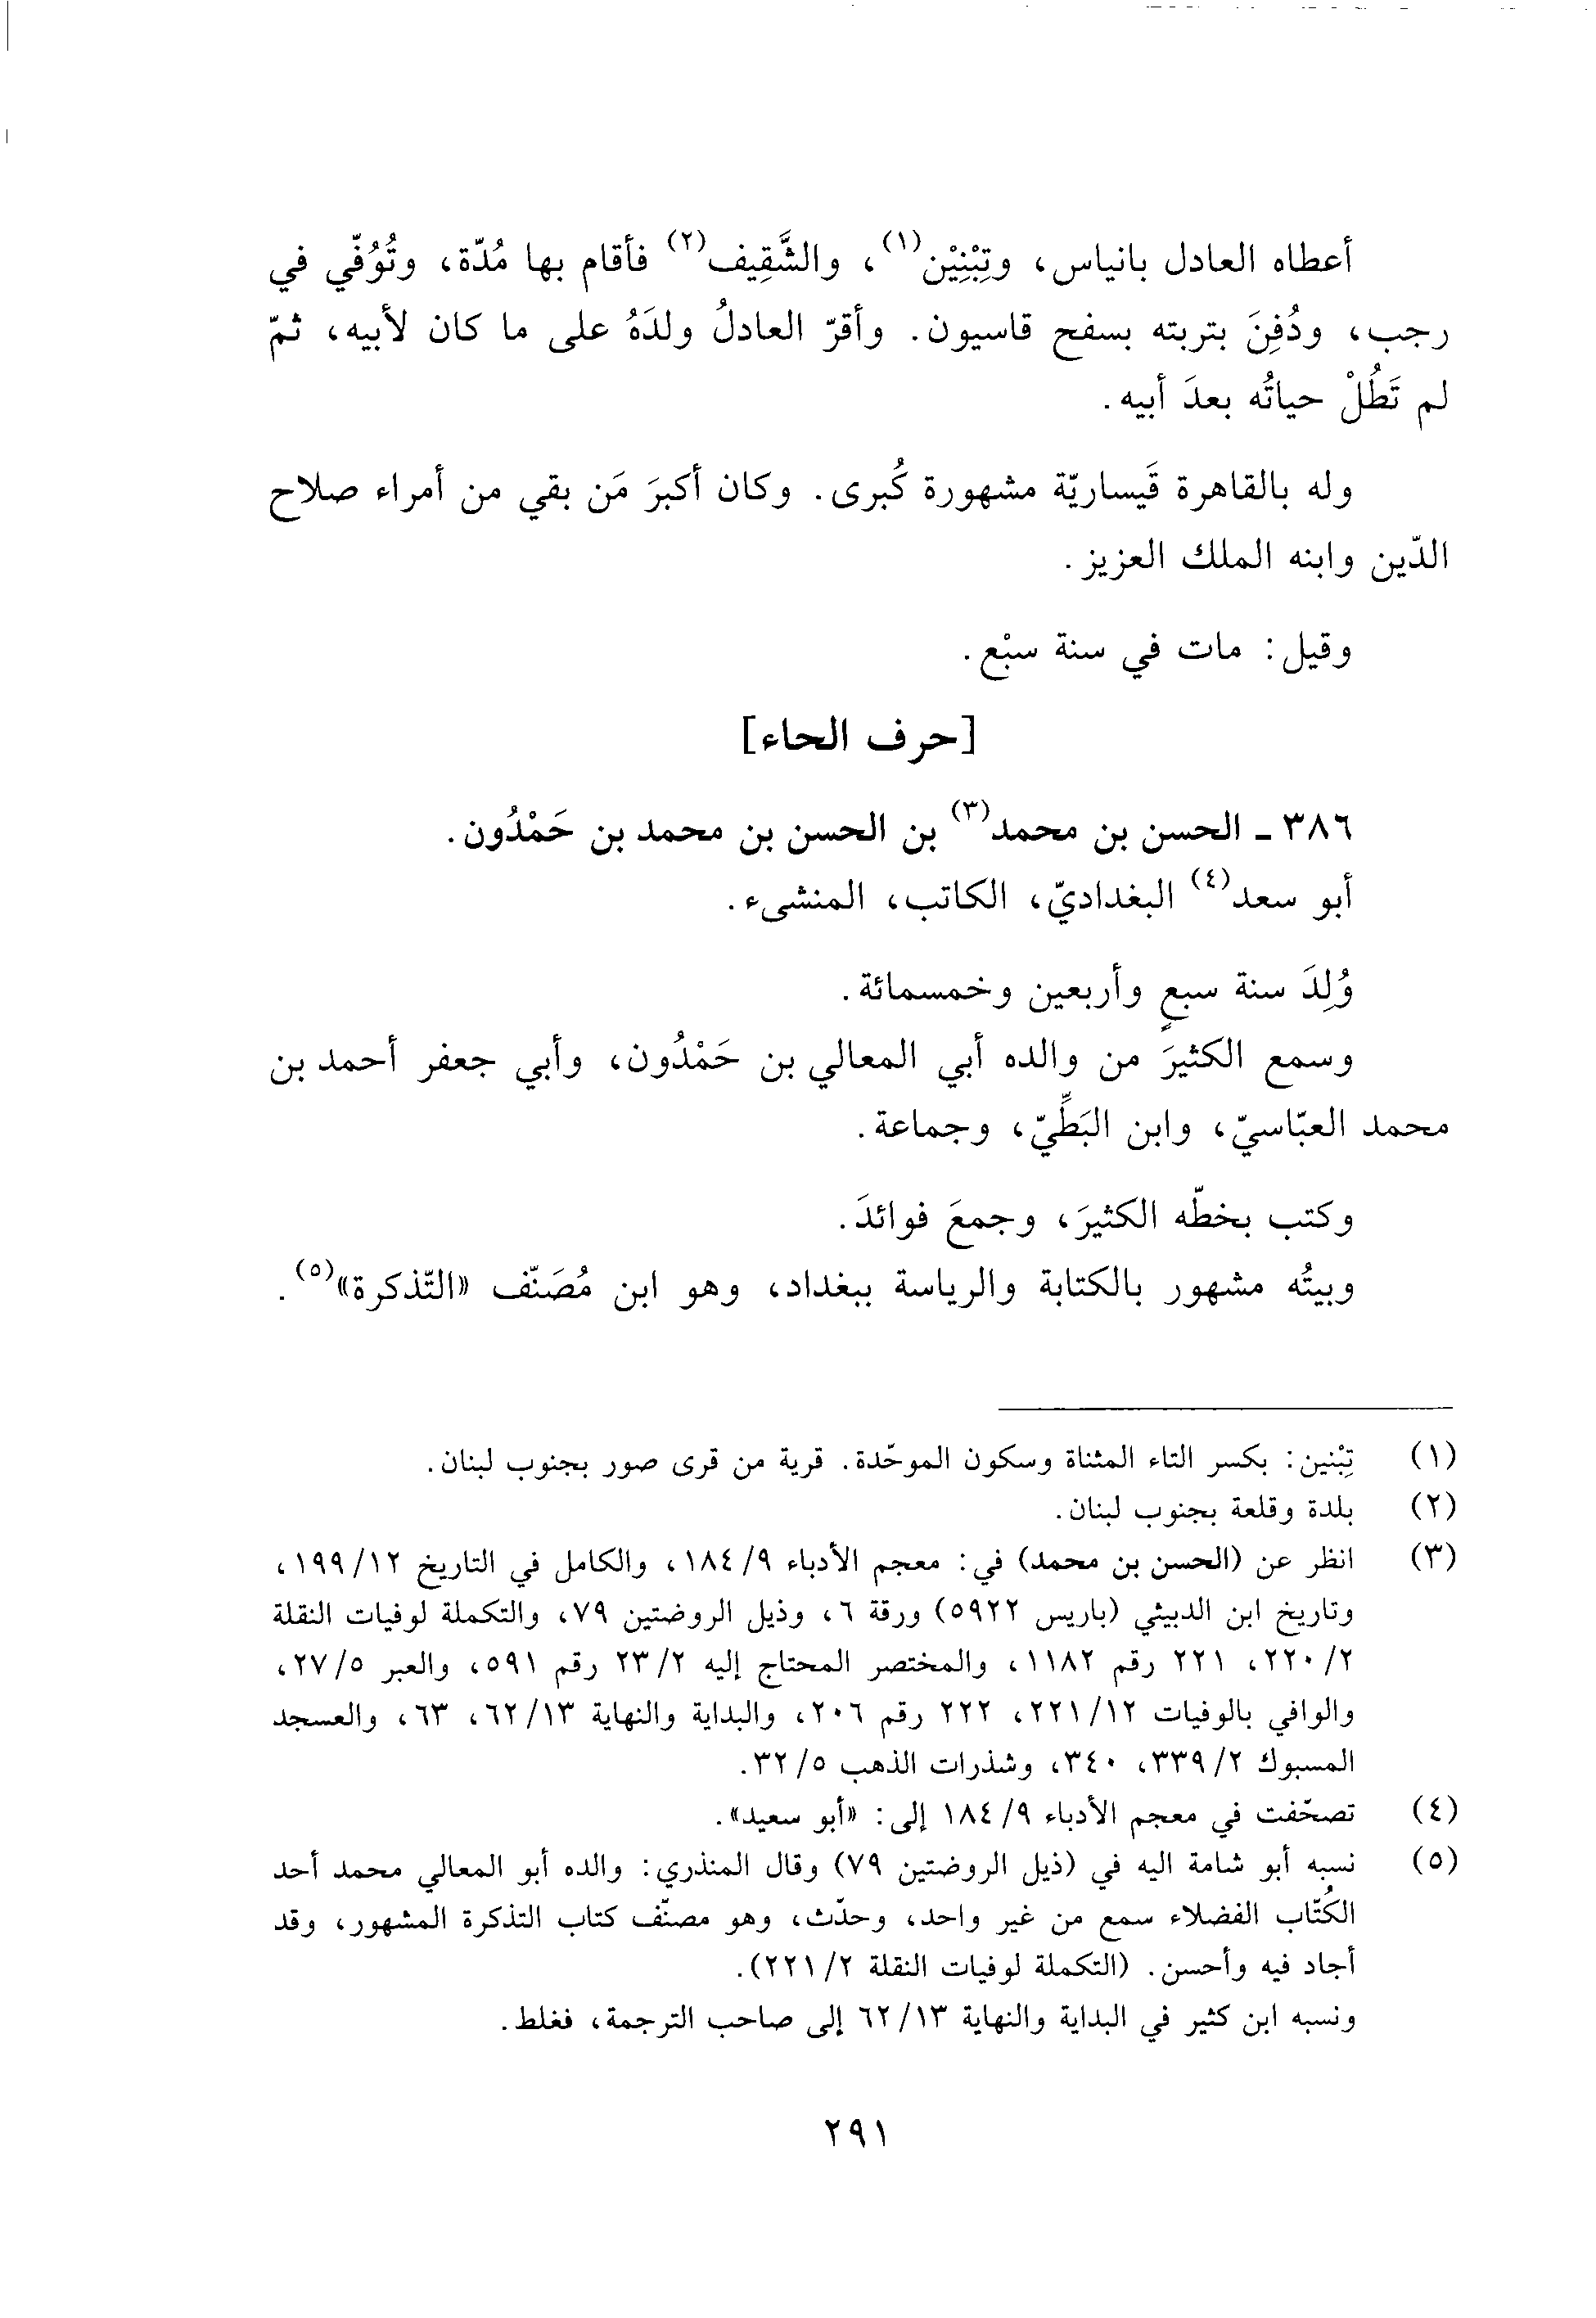 أعطاه العادل بانياس، وتِبْنِيْن(١)، والشَّقِيف(٢) فأقام بها مُدّة، وتُوُفّي في
رجب، ودُفِنَ بتربته بسفح قاسيون. وأقرّ العادلُ ولدَهُ على ما كان لأبيه، ثمّ
لم تَطُلْ حياتُه بعدَ أبيه.
وله بالقاهرة قَيساريّة مشهورة كُبرى. وكان أكبرَ مَن بقي من أمراء صلاح
الدّين وابنه الملك العزيز.
وقيل: مات في سنة سبْع.
[حرف الحاء]
٣٨٦ ـ الحسن بن محمد(٣) بن الحسن بن محمد بن حَمْدُون.
أبو سعد(٤) البغداديّ، الكاتب، المنشىء.
وُلِدَ سنة سبعٍ وأربعين وخمسمائة.
وسمع الكثيرَ من والده أبي المعالي بن حَمْدُون، وأبي جعفر أحمد بن
محمد العبّاسيّ، وابن البَطِّيّ، وجماعة.
وكتب بخطّه الكثيرَ، وجمعَ فوائدَ.
وبيتُه مشهور بالكتابة والرياسة ببغداد، وهو ابن مُصَنّف «التّذكرة»(٥).
(١) تِبْنين: بكسر التاء المثناة وسكون الموحّدة. قرية من قرى صور بجنوب لبنان.
(٢) بلدة وقلعة بجنوب لبنان.
(٣) انظر عن (الحسن بن محمد) في: معجم الأدباء ٩/ ١٨٤، والكامل في التاريخ ١٢/ ١٩٩،
وتاريخ ابن الدبيثي (باريس ٥٩٢٢) ورقة ٦، وذيل الروضتين ٧٩، والتكملة لوفيات النقلة
٢/ ٢٢٠، ٢٢١ رقم ١١٨٢، والمختصر المحتاج إليه ٢/ ٢٣ رقم ٥٩١، والعبر ٥/ ٢٧،
والوافي بالوفيات ١٢/ ٢٢١، ٢٢٢ رقم ٢٠٦، والبداية والنهاية ١٣/ ٦٢، ٦٣، والعسجد
المسبوك ٢/ ٣٣٩، ٣٤٠، وشذرات الذهب ٥/ ٣٢.
(٤) تصحّفت في معجم الأدباء ٩/ ١٨٤ إلى: «أبو سعيد».
(٥) نسبه أبو شامة اليه في (ذيل الروضتين ٧٩) وقال المنذري: والده أبو المعالي محمد أحد
الكُتّاب الفضلاء سمع من غير واحد، وحدّث، وهو مصنّف كتاب التذكرة المشهور، وقد
أجاد فيه وأحسن. (التكملة لوفيات النقلة ٢/ ٢٢١).
ونسبه ابن كثير في البداية والنهاية ١٣/ ٦٢ إلى صاحب الترجمة، فغلط.
٢٩١